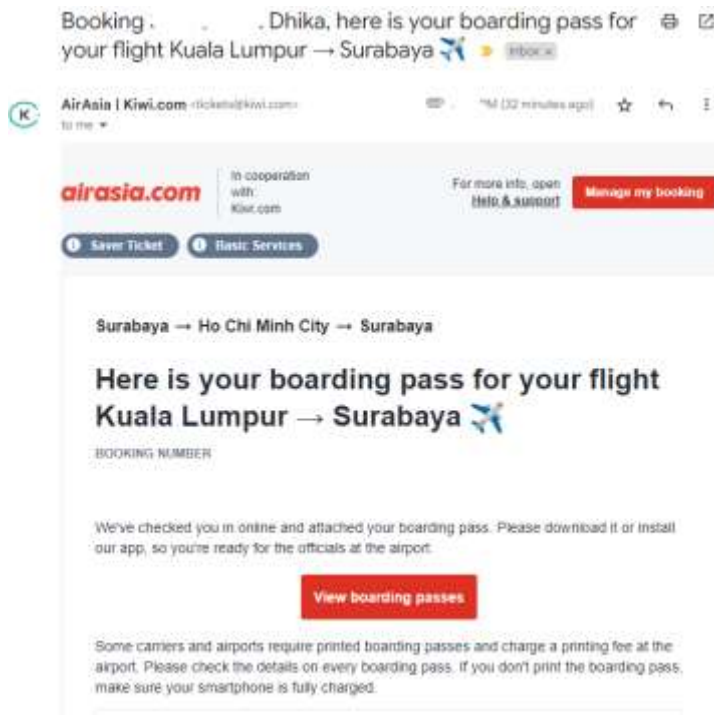 Booking . . . Dhika, here is your boarding pass for
your flight Kuala Lumpur → Surabaya ✈️ Inbox x
K
AirAsia | Kiwi.com <tickets@kiwi.com> (32 minutes ago)
to me
airasia.com
In cooperation
with:
Kiwi.com
For more info, open
Help & support
Manage my booking
Saver Ticket
Basic Services
Surabaya → Ho Chi Minh City → Surabaya
Here is your boarding pass for your flight
Kuala Lumpur → Surabaya ✈️
BOOKING NUMBER
We've checked you in online and attached your boarding pass. Please download it or install
our app, so you're ready for the officials at the airport.
View boarding passes
Some carriers and airports require printed boarding passes and charge a printing fee at the
airport. Please check the details on every boarding pass. If you don't print the boarding pass,
make sure your smartphone is fully charged.